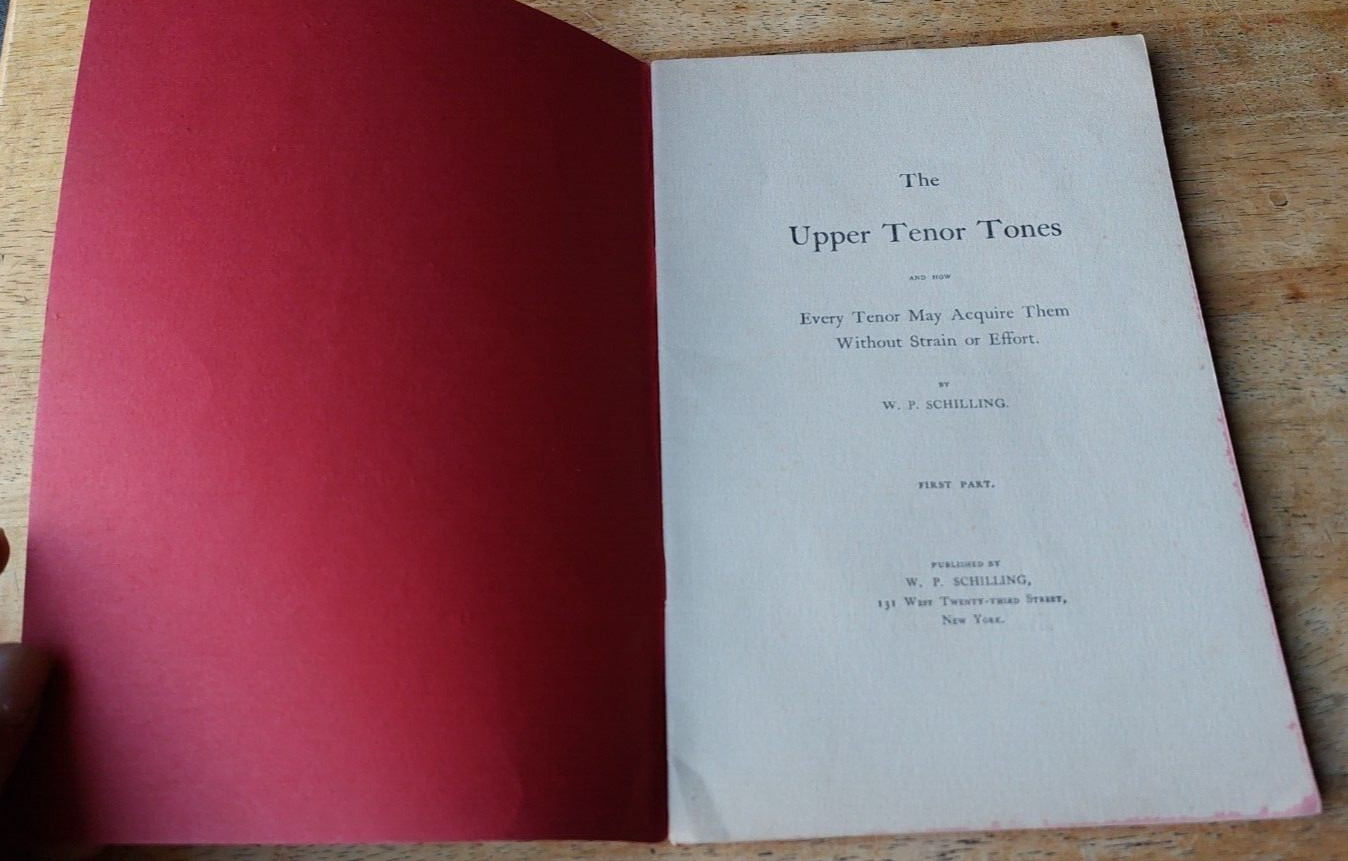 The
Upper Tenor Tones
AND HOW
Every Tenor May Acquire Them
Without Strain or Effort.
BY
W. P. SCHILLING.
FIRST PART.
PUBLISHED BY
W. P. SCHILLING,
131 West Twenty-third Street,
New York.